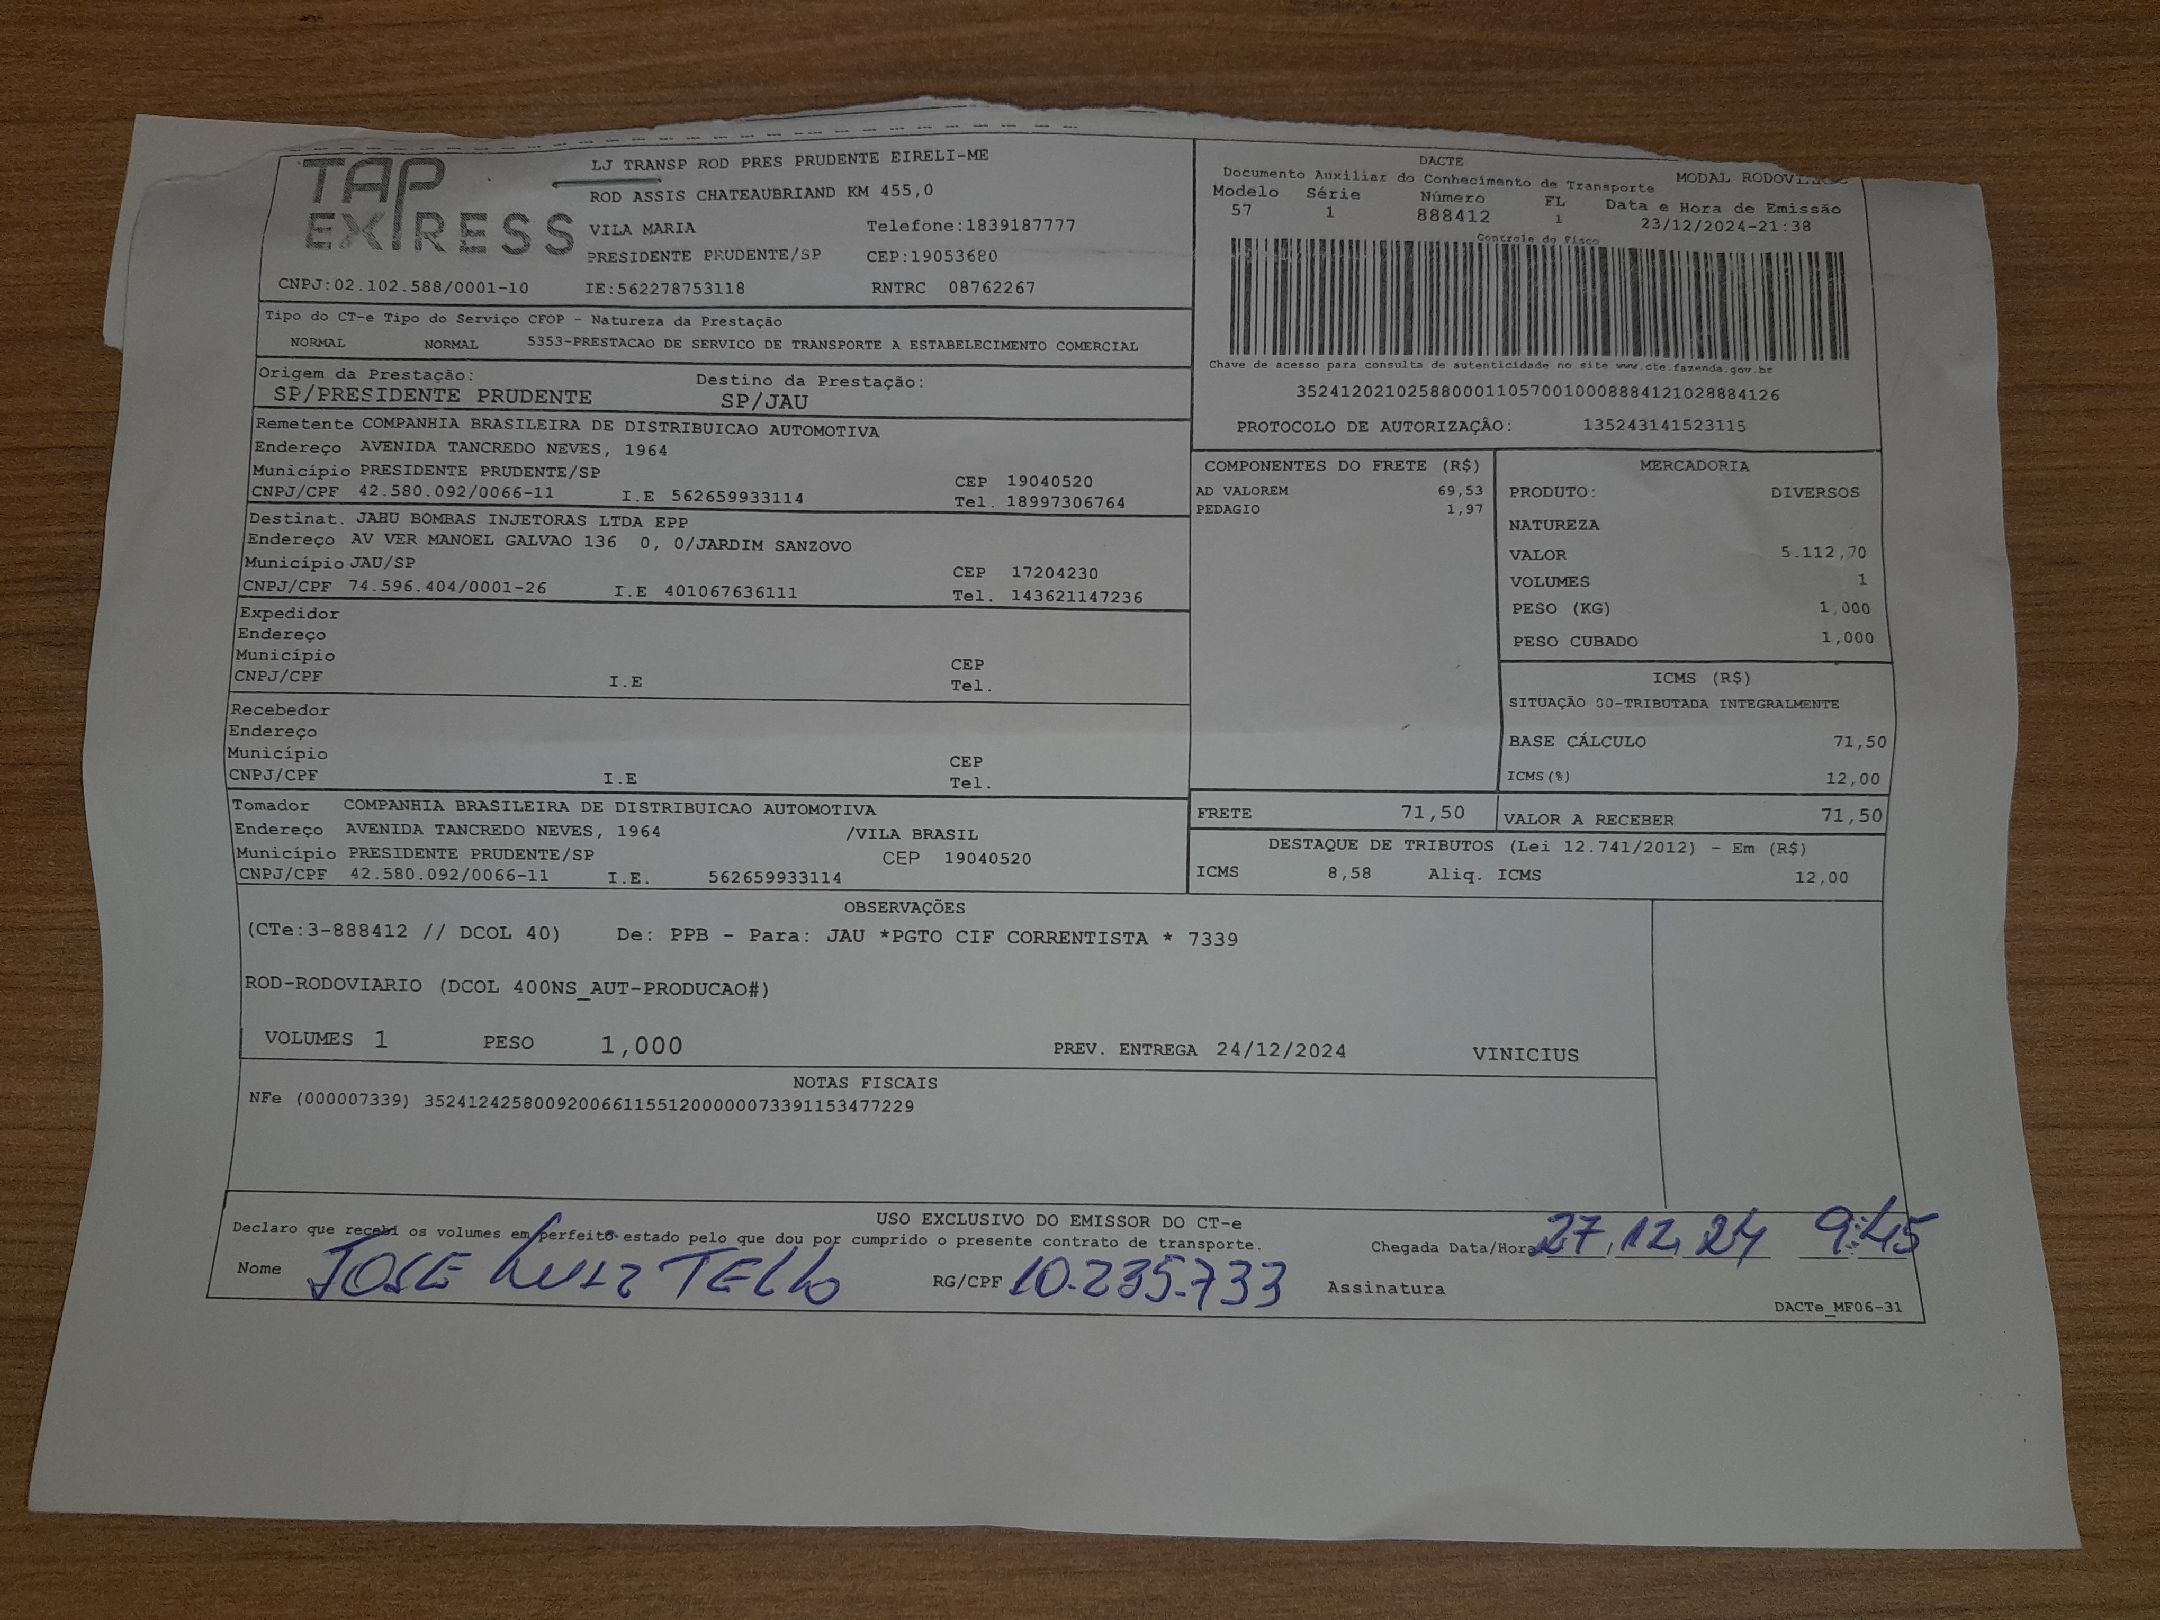 TAP
EXPRESS
LJ TRANSP ROD PRES PRUDENTE EIRELI-ME
ROD ASSIS CHATEAUBRIAND KM 455,0
VILA MARIA Telefone:1839187777
PRESIDENTE PRUDENTE/SP CEP:19053680
CNPJ:02.102.588/0001-10 IE:562278753118 RNTRC 08762267
DACTE
Documento Auxiliar do Conhecimento de Transporte MODAL
Modelo Série Número FL Data e Hora de Emissão
57 1 888412 1 23/12/2024-21:38
Controle do Fisco
Chave de acesso para consulta de autenticidade no site www.cte.fazenda.gov.br
35241202102588000110570010008884121028884126
PROTOCOLO DE AUTORIZAÇÃO: 135243141523115
Tipo do CT-e Tipo do Serviço CFOP - Natureza da Prestação
NORMAL NORMAL 5353-PRESTACAO DE SERVICO DE TRANSPORTE A ESTABELECIMENTO COMERCIAL
Origem da Prestação: Destino da Prestação:
SP/PRESIDENTE PRUDENTE SP/JAU
Remetente COMPANHIA BRASILEIRA DE DISTRIBUICAO AUTOMOTIVA
Endereço AVENIDA TANCREDO NEVES, 1964
Município PRESIDENTE PRUDENTE/SP CEP 19040520
CNPJ/CPF 42.580.092/0066-11 I.E 562659933114 Tel. 18997306764
Destinat. JAHU BOMBAS INJETORAS LTDA EPP
Endereço AV VER MANOEL GALVAO 136 0, 0/JARDIM SANZOVO
Município JAU/SP CEP 17204230
CNPJ/CPF 74.596.404/0001-26 I.E 401067636111 Tel. 143621147236
Expedidor
Endereço
Município CEP
CNPJ/CPF I.E Tel.
Recebedor
Endereço
Município CEP
CNPJ/CPF I.E Tel.
Tomador COMPANHIA BRASILEIRA DE DISTRIBUICAO AUTOMOTIVA
Endereço AVENIDA TANCREDO NEVES, 1964 /VILA BRASIL
Município PRESIDENTE PRUDENTE/SP CEP 19040520
CNPJ/CPF 42.580.092/0066-11 I.E. 562659933114
COMPONENTES DO FRETE (R$)
AD VALOREM 69,53
PEDAGIO 1,97
MERCADORIA
PRODUTO: DIVERSOS
NATUREZA
VALOR 5.112,70
VOLUMES 1
PESO (KG) 1,000
PESO CUBADO 1,000
ICMS (R$)
SITUAÇÃO 00-TRIBUTADA INTEGRALMENTE
BASE CÁLCULO 71,50
ICMS(%) 12,00
FRETE 71,50 VALOR A RECEBER 71,50
DESTAQUE DE TRIBUTOS (Lei 12.741/2012) - Em (R$)
ICMS 8,58 Aliq. ICMS 12,00
OBSERVAÇÕES
(CTe:3-888412 // DCOL 40) De: PPB - Para: JAU *PGTO CIF CORRENTISTA * 7339
ROD-RODOVIARIO (DCOL 400NS_AUT-PRODUCAO#)
VOLUMES 1 PESO 1,000 PREV. ENTREGA 24/12/2024 VINICIUS
NOTAS FISCAIS
NFe (000007339) 35241242580092006611551200000073391153477229
USO EXCLUSIVO DO EMISSOR DO CT-e
Declaro que recebi os volumes em perfeito estado pelo que dou por cumprido o presente contrato de transporte.
Chegada Data/Hora 27.12.24 9:45
Nome JOSE LUIZ TELLO RG/CPF 10.235.733 Assinatura
DACTe_MF06-31